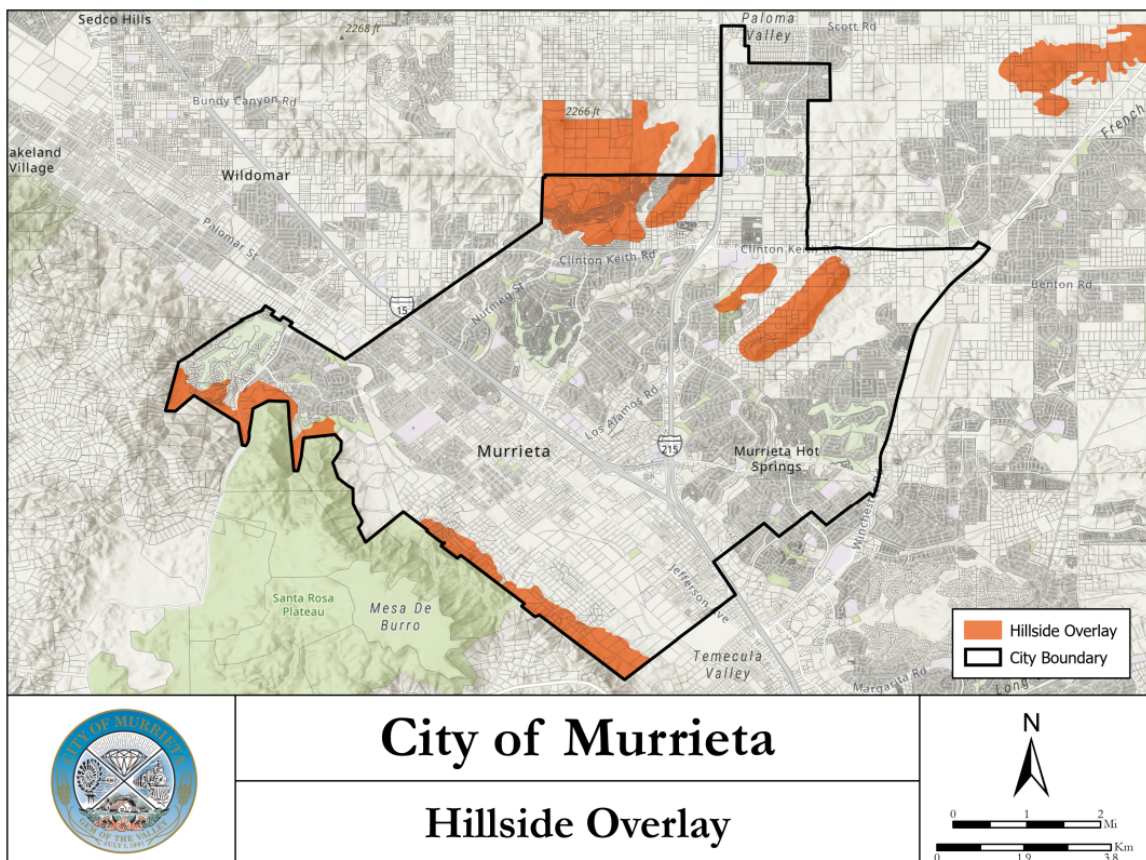 Sedco Hills
2268 ft
Paloma
Valley
Scott Rd
Bundy Canyon Rd
2266 ft
French
akeland
Village
Wildomar
Palomar St
Clinton Keith Rd
Clinton Keith Rd
Benton Rd
15
Nutmeg St
Los Alamos Rd
Murrieta
215
Murrieta Hot
Springs
Winchester
Jefferson Ave
Santa Rosa
Plateau
Mesa De
Burro
Temecula
Valley
Margarita Rd
Long
Hillside Overlay
City Boundary
CITY OF MURRIETA
GEM OF THE VALLEY
JULY 1, 1991
City of Murrieta
Hillside Overlay
N
0 1 2
Mi
0 1.9 3.8
Km